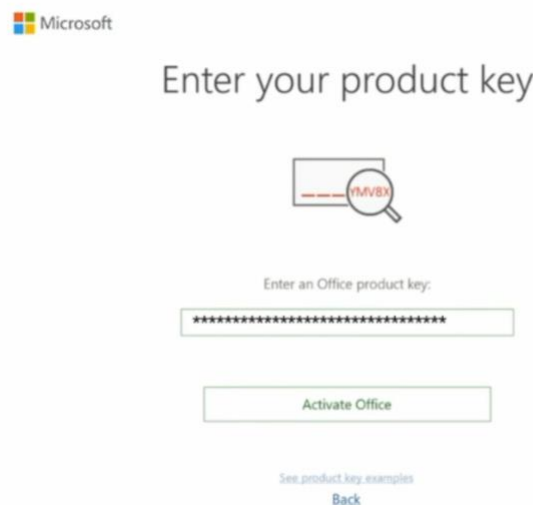 Microsoft
Enter your product key
YMVBX
Enter an Office product key:
********************************
Activate Office
See product key examples
Back